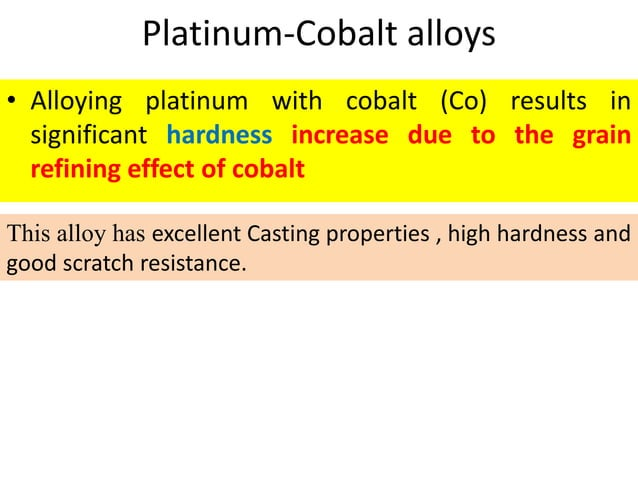 Platinum-Cobalt alloys
• Alloying platinum with cobalt (Co) results in
significant hardness increase due to the grain
refining effect of cobalt
This alloy has excellent Casting properties , high hardness and
good scratch resistance.